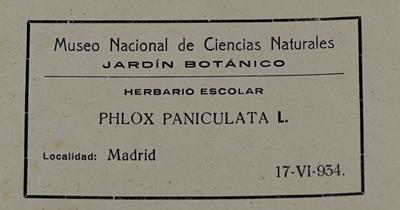 Museo Nacional de Ciencias Naturales
JARDÍN BOTÁNICO
HERBARIO ESCOLAR
PHLOX PANICULATA L.
Localidad: Madrid
17-VI-934.